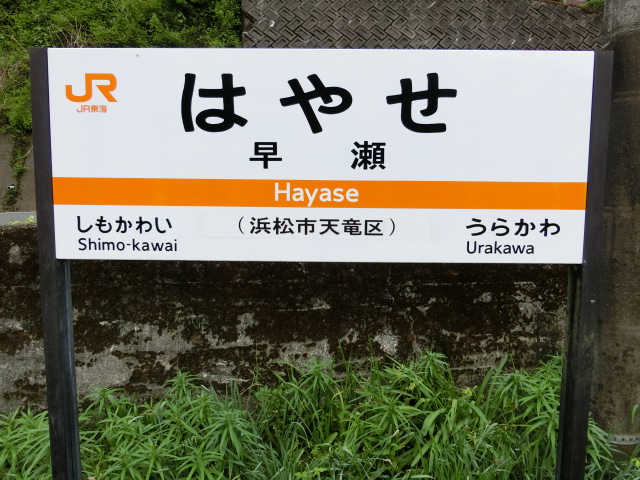 JR
JR東海
はやせ
早瀬
Hayase
しもかわい
Shimo-kawai
（浜松市天竜区）
うらかわ
Urakawa